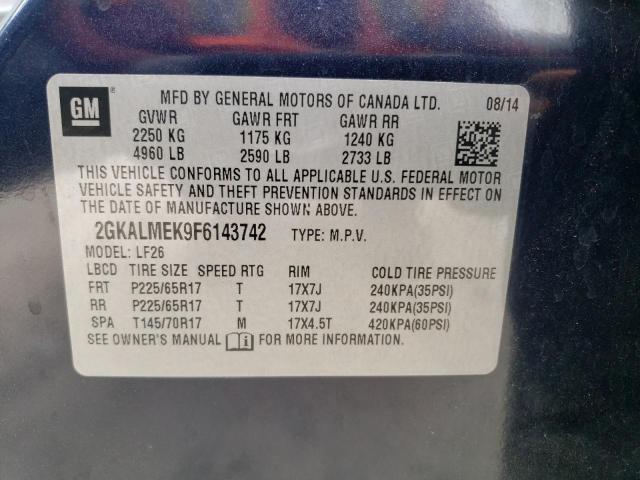 GM ® MFD BY GENERAL MOTORS OF CANADA LTD. 08/14
GVWR GAWR FRT GAWR RR
2250 KG 1175 KG 1240 KG
4960 LB 2590 LB 2733 LB
THIS VEHICLE CONFORMS TO ALL APPLICABLE U.S. FEDERAL MOTOR
VEHICLE SAFETY AND THEFT PREVENTION STANDARDS IN EFFECT ON
THE DATE OF MANUFACTURE SHOWN ABOVE.
2GKALMEK9F6143742 TYPE: M.P.V.
MODEL: LF26
LBCD TIRE SIZE SPEED RTG RIM COLD TIRE PRESSURE
FRT P225/65R17 T 17X7J 240KPA(35PSI)
RR P225/65R17 T 17X7J 240KPA(35PSI)
SPA T145/70R17 M 17X4.5T 420KPA(60PSI)
SEE OWNER'S MANUAL FOR MORE INFORMATION.